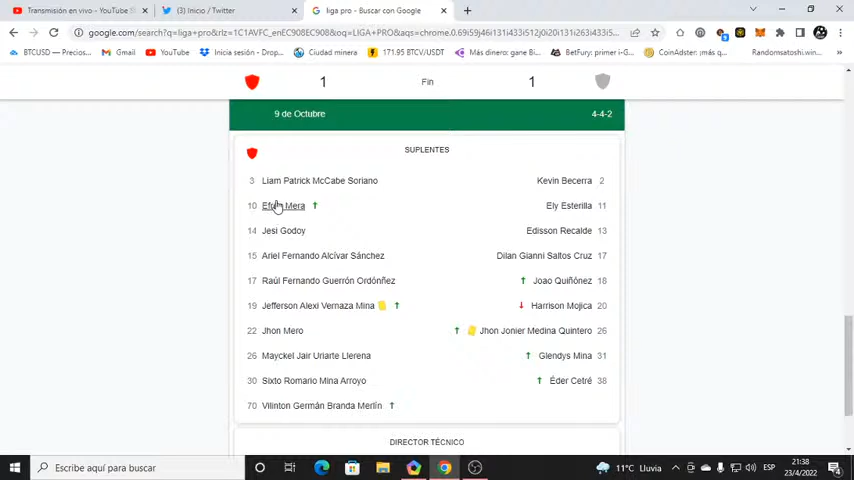 Transmisión en vivo - YouTube
(3) Inicio / Twitter
liga pro - Buscar con Google
google.com/search?q=liga+pro&rlz=1C1AVFC_enEC908EC908&oq=LIGA+PRO&aqs=chrome.0.69i59j46i131i433i512j0i20i131i433i512j0i131i433i512j0i131i433i
BTCUSD — Precios...
Gmail
YouTube
Inicia sesión - Drop...
Ciudad minera
171.95 BTCV/USDT
Más dinero: gane Bi...
BetFury: primer i-G...
CoinAdster: ¡más q...
Randomsatoshi.win/...
1 Fin 1
9 de Octubre 4-4-2
SUPLENTES
3 Liam Patrick McCabe Soriano Kevin Becerra 2
10 Mera Ely Esterilla 11
14 Jesi Godoy Edisson Recalde 13
15 Ariel Fernando Alcívar Sánchez Dilan Gianni Saltos Cruz 17
17 Raúl Fernando Guerrón Ordóñez Joao Quiñónez 18
19 Jefferson Alexi Vernaza Mina ↑ ↓ Harrison Mojica 20
22 Jhon Mero ↑ Jhon Jonier Medina Quintero 26
26 Mayckel Jair Uriarte Llerena ↑ Glendys Mina 31
30 Sixto Romario Mina Arroyo ↑ Éder Cetré 38
70 Vilinton Germán Branda Merlín ↑
DIRECTOR TÉCNICO
Escribe aquí para buscar
11°C Lluvia
ESP
21:38
23/4/2022
4